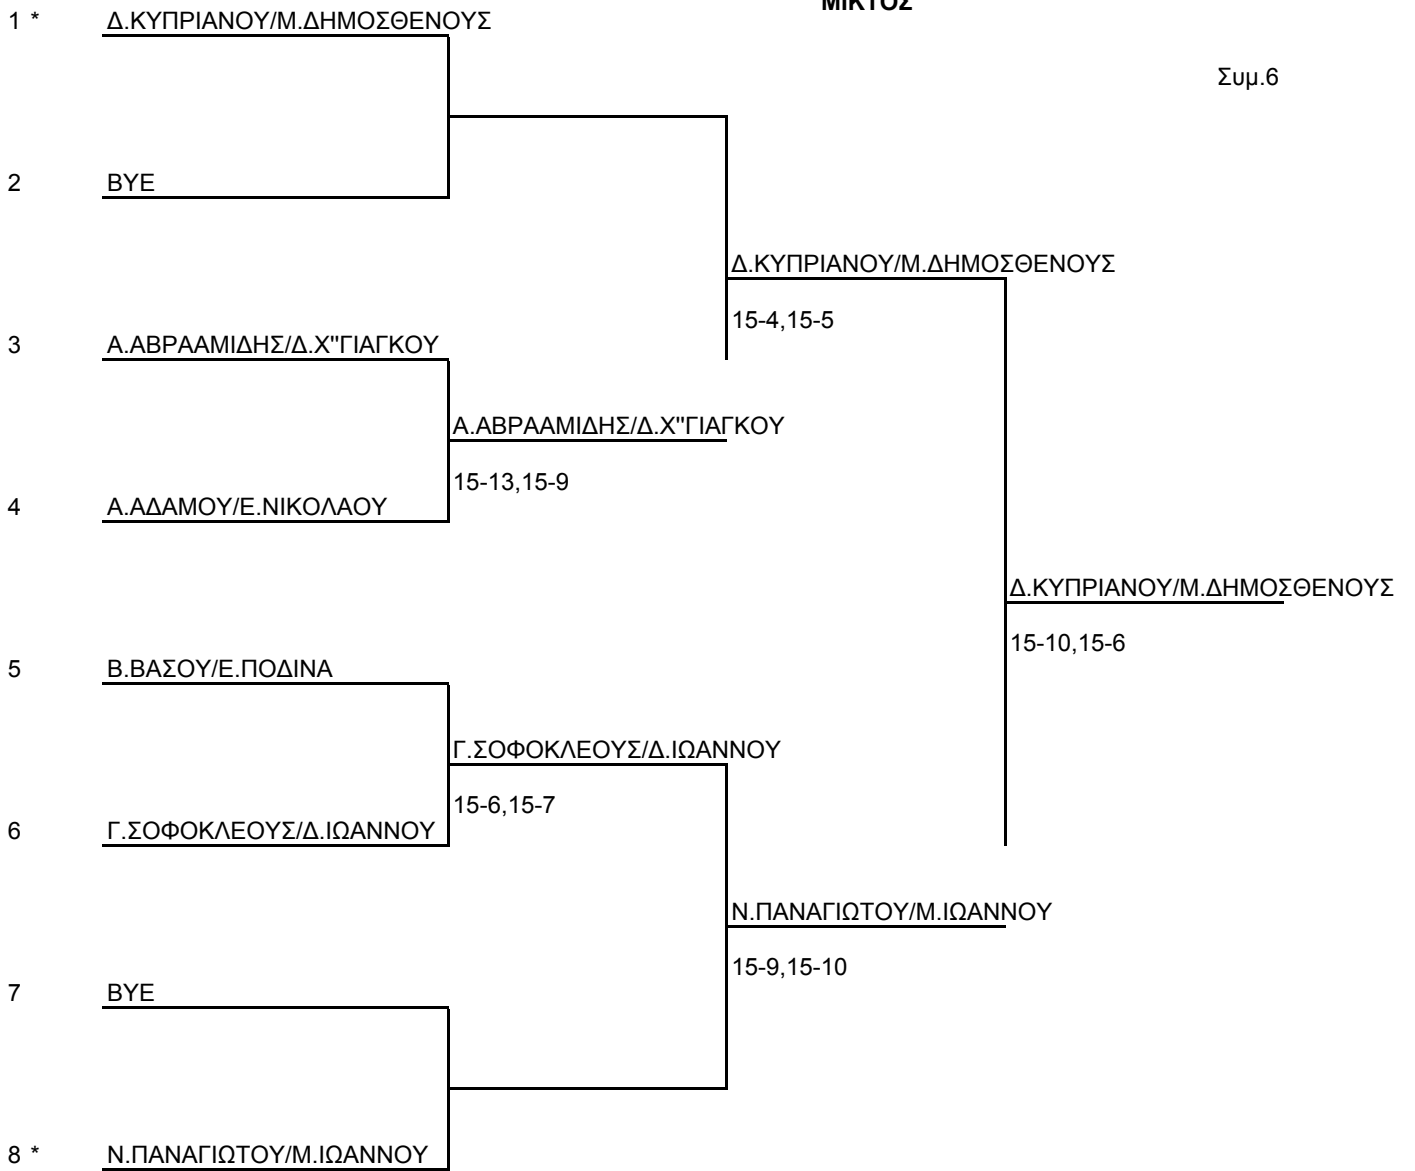 ΜΙΚΤΟΣ
1 * Δ.ΚΥΠΡΙΑΝΟΥ/Μ.ΔΗΜΟΣΘΕΝΟΥΣ
Συμ.6
2 BYE
Δ.ΚΥΠΡΙΑΝΟΥ/Μ.ΔΗΜΟΣΘΕΝΟΥΣ
15-4,15-5
3 Α.ΑΒΡΑΑΜΙΔΗΣ/Δ.Χ"ΓΙΑΓΚΟΥ
Α.ΑΒΡΑΑΜΙΔΗΣ/Δ.Χ"ΓΙΑΓΚΟΥ
15-13,15-9
4 Α.ΑΔΑΜΟΥ/Ε.ΝΙΚΟΛΑΟΥ
Δ.ΚΥΠΡΙΑΝΟΥ/Μ.ΔΗΜΟΣΘΕΝΟΥΣ
15-10,15-6
5 Β.ΒΑΣΟΥ/Ε.ΠΟΔΙΝΑ
Γ.ΣΟΦΟΚΛΕΟΥΣ/Δ.ΙΩΑΝΝΟΥ
15-6,15-7
6 Γ.ΣΟΦΟΚΛΕΟΥΣ/Δ.ΙΩΑΝΝΟΥ
Ν.ΠΑΝΑΓΙΩΤΟΥ/Μ.ΙΩΑΝΝΟΥ
15-9,15-10
7 BYE
8 * Ν.ΠΑΝΑΓΙΩΤΟΥ/Μ.ΙΩΑΝΝΟΥ